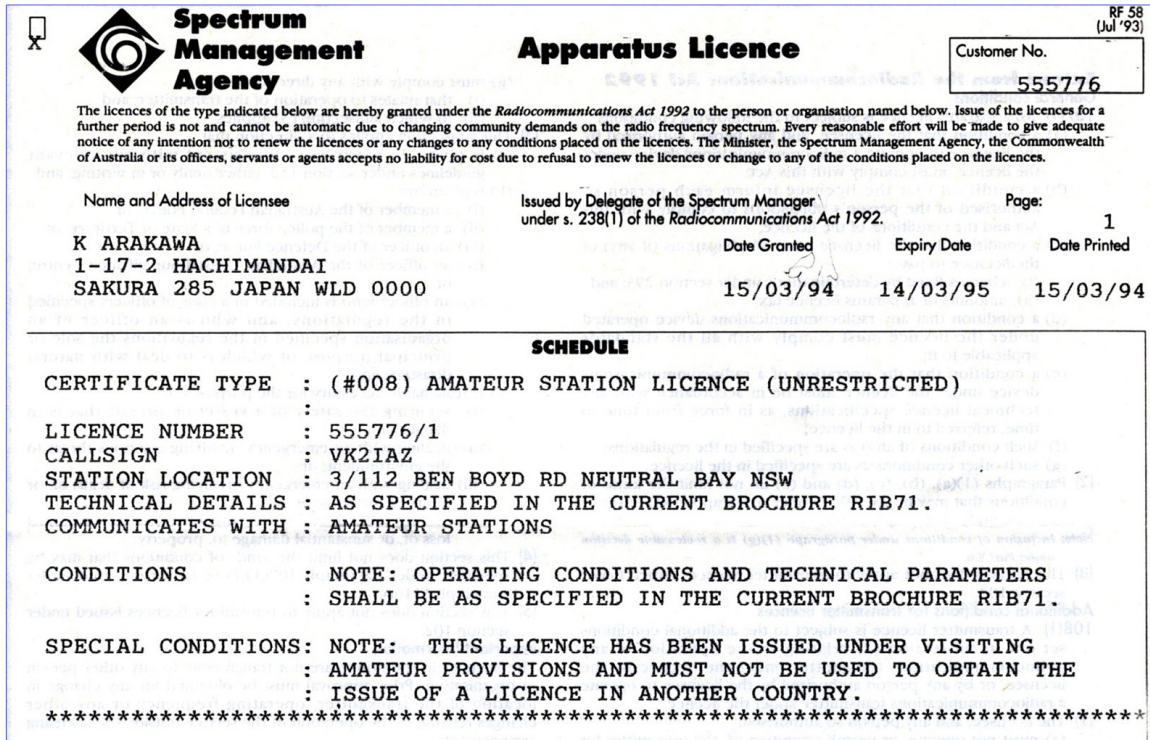 RF 58
(Jul '93)
Spectrum
Management
Agency
Apparatus Licence
Customer No.
555776
The licences of the type indicated below are hereby granted under the Radiocommunications Act 1992 to the person or organisation named below. Issue of the licences for a
further period is not and cannot be automatic due to changing community demands on the radio frequency spectrum. Every reasonable effort will be made to give adequate
notice of any intention not to renew the licences or any changes to any conditions placed on the licences. The Minister, the Spectrum Management Agency, the Commonwealth
of Australia or its officers, servants or agents accepts no liability for cost due to refusal to renew the licences or change to any of the conditions placed on the licences.
Name and Address of Licensee
Issued by Delegate of the Spectrum Manager
under s. 238(1) of the Radiocommunications Act 1992.
Page:
1
K ARAKAWA
1-17-2 HACHIMANDAI
SAKURA 285 JAPAN WLD 0000
Date Granted Expiry Date Date Printed
15/03/94 14/03/95 15/03/94
SCHEDULE
CERTIFICATE TYPE : (#008) AMATEUR STATION LICENCE (UNRESTRICTED)
:
LICENCE NUMBER : 555776/1
CALLSIGN : VK2IAZ
STATION LOCATION : 5/111 BEN BOYD RD NEUTRAL BAY NSW
TECHNICAL DETAILS : AS SPECIFIED IN THE CURRENT BROCHURE RIB71.
COMMUNICATES WITH : AMATEUR STATIONS
:
CONDITIONS : NOTE: OPERATING CONDITIONS AND TECHNICAL PARAMETERS
: SHALL BE AS SPECIFIED IN THE CURRENT BROCHURE RIB71.
:
SPECIAL CONDITIONS: NOTE: THIS LICENCE HAS BEEN ISSUED UNDER VISITING
: AMATEUR PROVISIONS AND MUST NOT BE USED TO OBTAIN THE
: ISSUE OF A LICENCE IN ANOTHER COUNTRY.